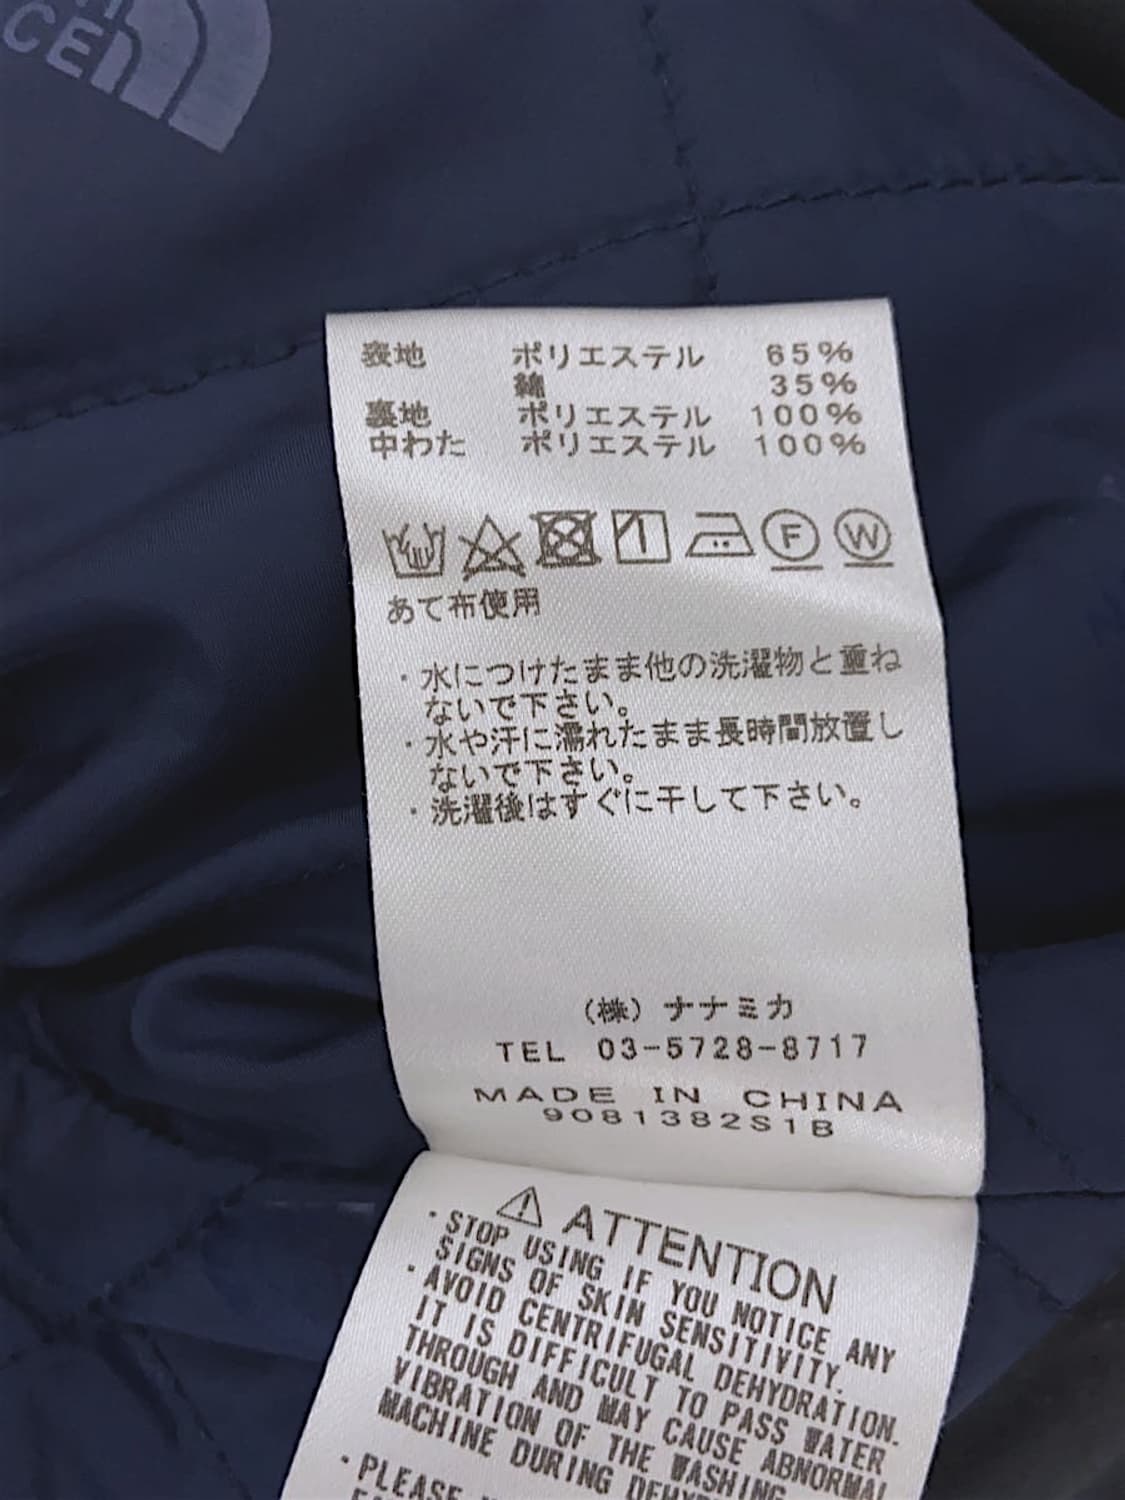 CE
表地 ポリエステル 65%
綿 35%
裏地 ポリエステル 100%
中わた ポリエステル 100%
F W
あて布使用
・水につけたまま他の洗濯物と重ね
ないで下さい。
・水や汗に濡れたまま長時間放置し
ないで下さい。
・洗濯後はすぐに干して下さい。
(株)ナナミカ
TEL 03-5728-8717
MADE IN CHINA
9081382S1B
⚠ ATTENTION
・STOP USING IF YOU NOTICE ANY
SIGNS OF SKIN SENSITIVITY.
・AVOID CENTRIFUGAL DEHYDRATION.
IT IS DIFFICULT TO PASS WATER
THROUGH AND MAY CAUSE ABNORMAL
VIBRATION OF THE WASHING
MACHINE DURING
・PLEASE